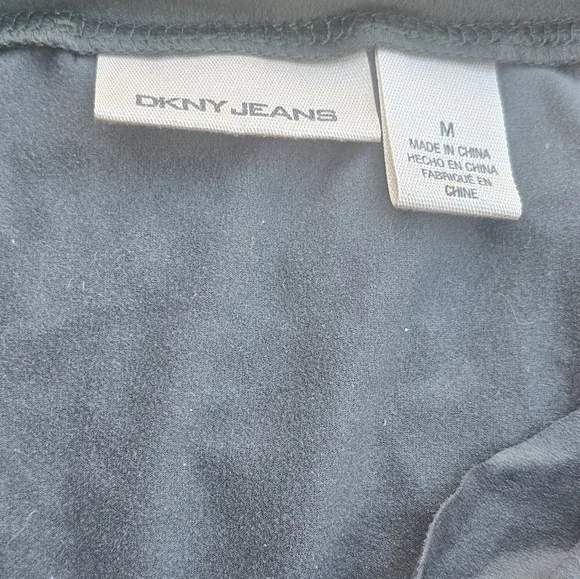 DKNY JEANS
M
MADE IN CHINA
HECHO EN CHINA
FABRIQUÉ EN
CHINE